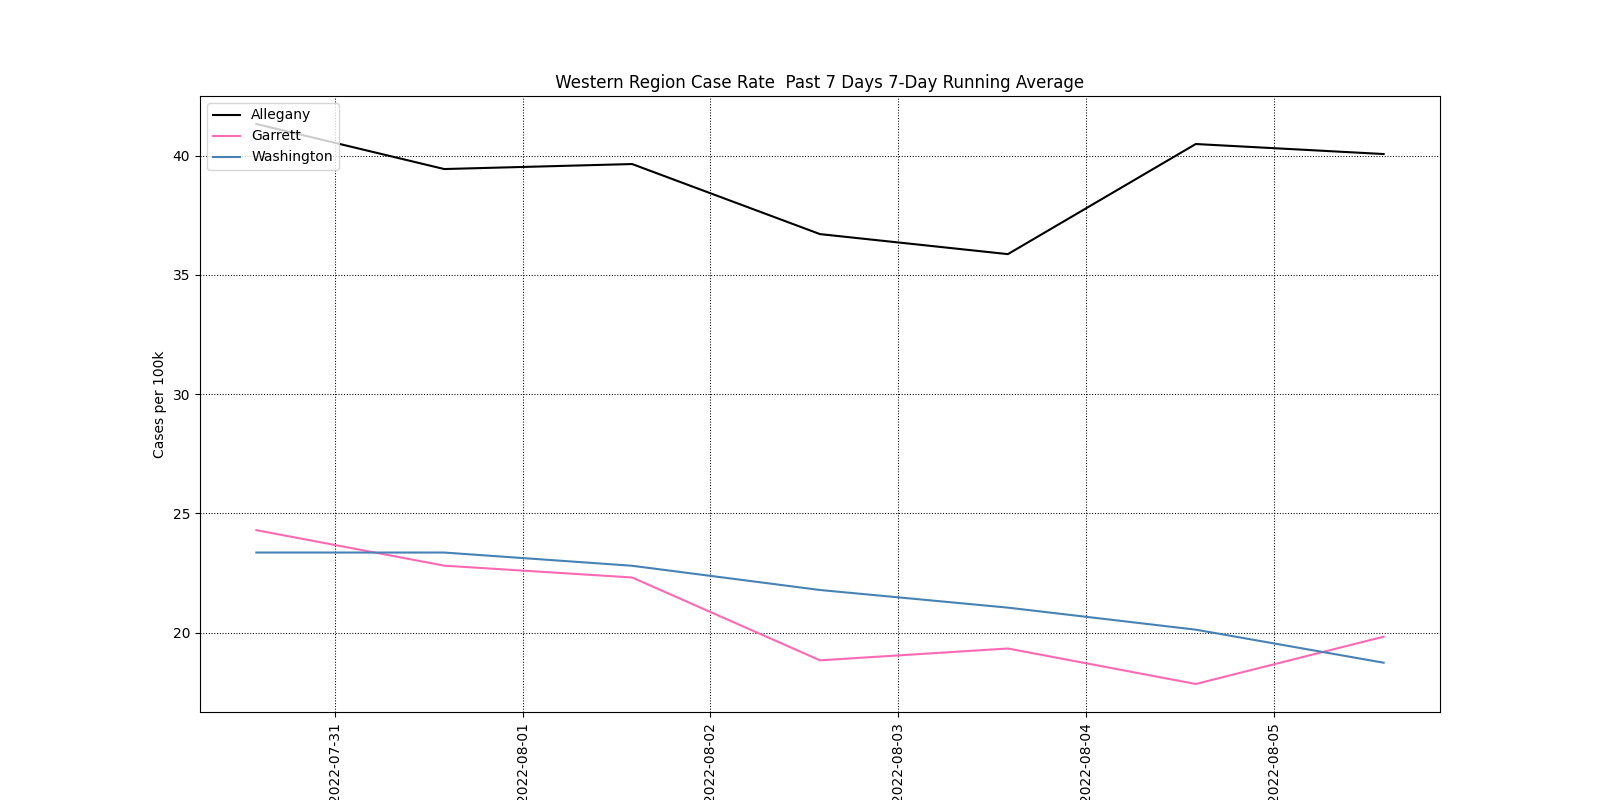 Western Region Case Rate  Past 7 Days 7-Day Running Average
Allegany
Garrett
Washington
Cases per 100k
40
35
30
25
20
2022-07-31
2022-08-01
2022-08-02
2022-08-03
2022-08-04
2022-08-05